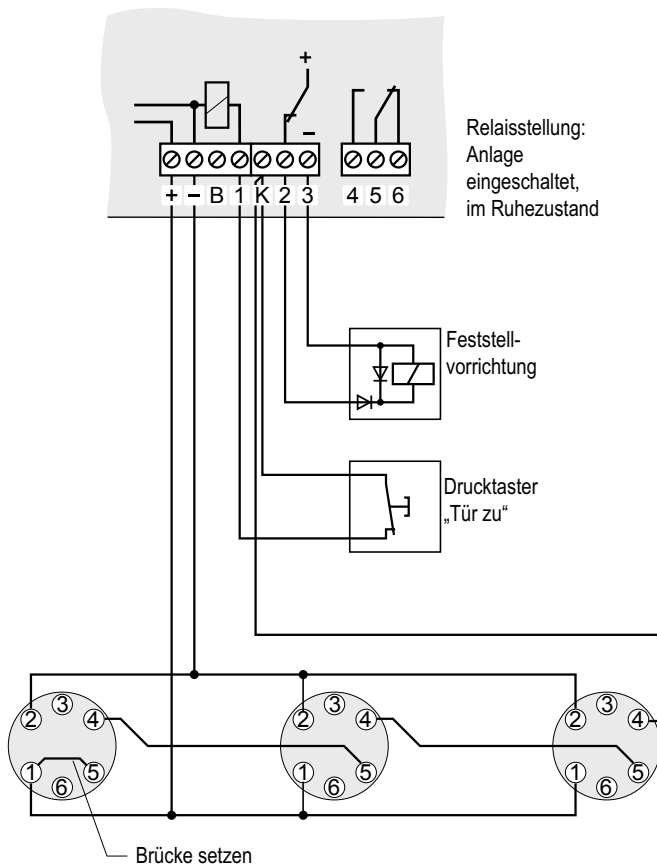 +
–
Relaisstellung:
Anlage
eingeschaltet,
im Ruhezustand
+ – B 1 K 2 3 4 5 6
Feststell-
vorrichtung
Drucktaster
„Tür zu“
3 3 3
2 4 2 4 2 4
1 5 1 5 1 5
6 6 6
Brücke setzen